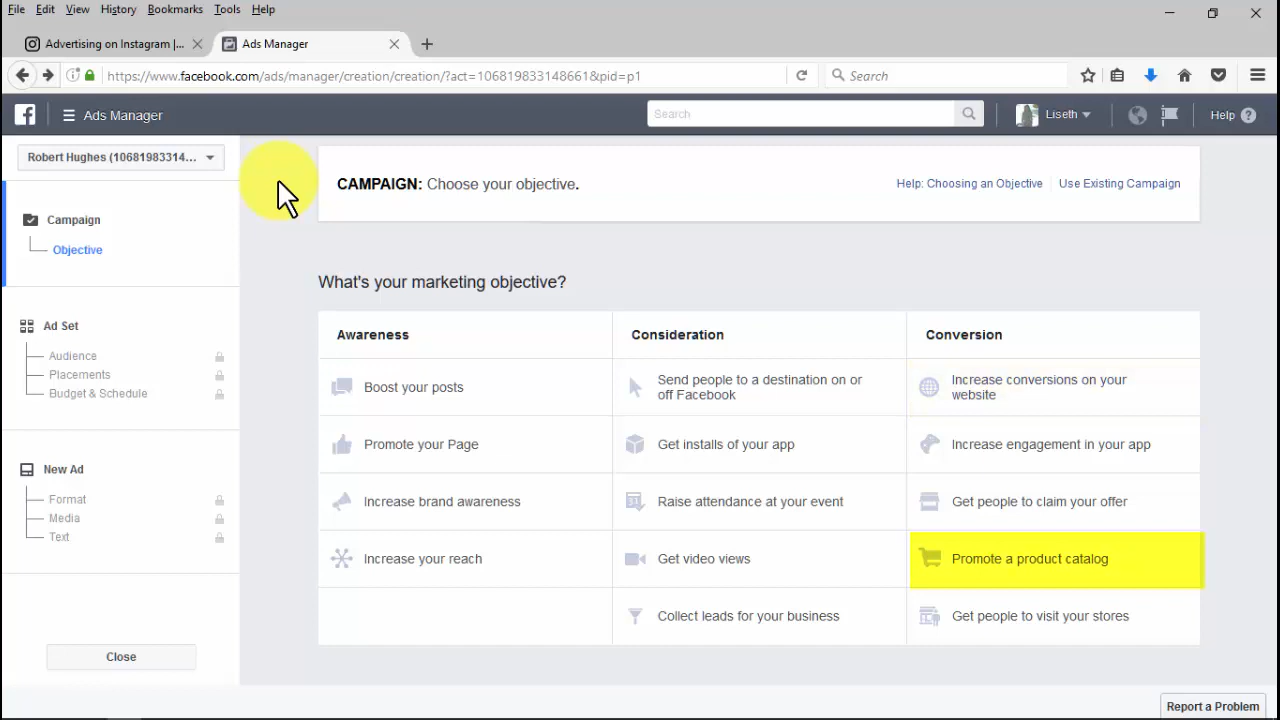 File Edit View History Bookmarks Tools Help
Advertising on Instagram |...
Ads Manager
https://www.facebook.com/ads/manager/creation/creation/?act=106819833148661&pid=p1
Search
Ads Manager
Search
Liseth
Help
Robert Hughes (10681983314...
Campaign
Objective
Ad Set
Audience
Placements
Budget & Schedule
New Ad
Format
Media
Text
Close
CAMPAIGN: Choose your objective.
Help: Choosing an Objective
Use Existing Campaign
What's your marketing objective?
Awareness
Boost your posts
Promote your Page
Increase brand awareness
Increase your reach
Consideration
Send people to a destination on or
off Facebook
Get installs of your app
Raise attendance at your event
Get video views
Collect leads for your business
Conversion
Increase conversions on your
website
Increase engagement in your app
Get people to claim your offer
Promote a product catalog
Get people to visit your stores
Report a Problem